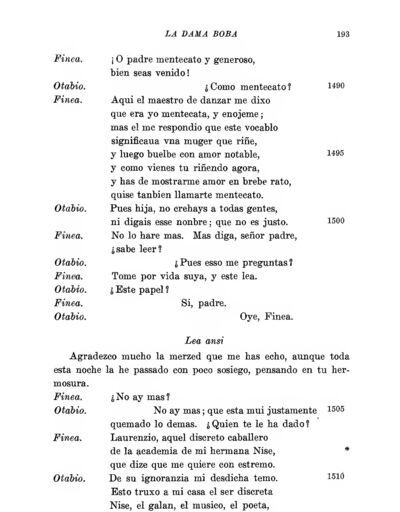 LA DAMA BOBA 193
Finea. ¡O padre mentecato y generoso,
bien seas venido!
Otabio. ¿Como mentecato? 1490
Finea. Aqui el maestro de danzar me dixo
que era yo mentecata, y enojeme;
mas el me respondio que este vocablo
significaua vna muger que riñe,
y luego buelbe con amor notable, 1495
y como vienes tu riñendo agora,
y has de mostrarme amor en brebe rato,
quise tanbien llamarte mentecato.
Otabio. Pues hija, no crehays a todas gentes,
ni digais esse nonbre; que no es justo. 1500
Finea. No lo hare mas. Mas diga, señor padre,
¿sabe leer?
Otabio. ¿Pues esso me preguntas?
Finea. Tome por vida suya, y este lea.
Otabio. ¿Este papel?
Finea. Si, padre.
Otabio. Oye, Finea.
Lea ansi
Agradezco mucho la merzed que me has echo, aunque toda
esta noche la he passado con poco sosiego, pensando en tu her-
mosura.
Finea. ¿No ay mas?
Otabio. No ay mas; que esta mui justamente 1505
quemado lo demas. ¿Quien te le ha dado?
Finea. Laurenzio, aquel discreto caballero
de la academia de mi hermana Nise, *
que dize que me quiere con estremo.
Otabio. De su ignoranzia mi desdicha temo. 1510
Esto truxo a mi casa el ser discreta
Nise, el galan, el musico, el poeta,